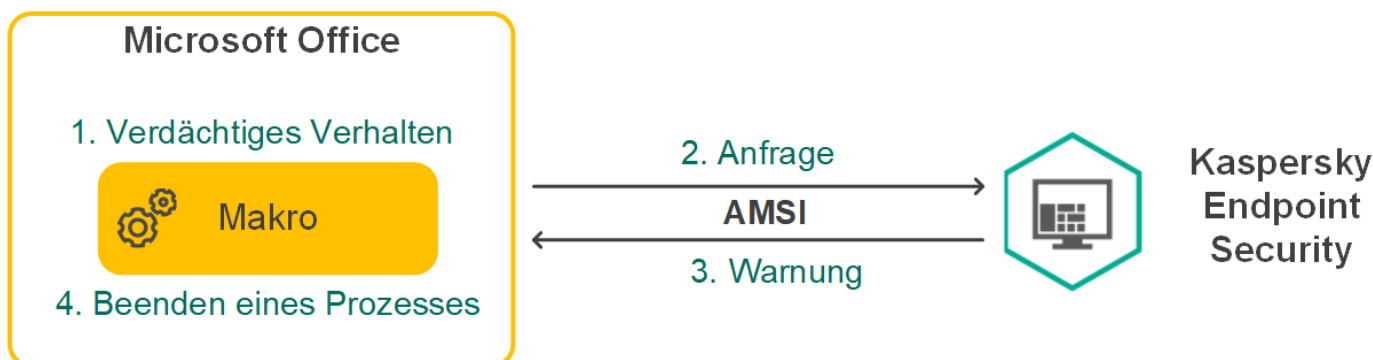 Microsoft Office
1. Verdächtiges Verhalten
Makro
4. Beenden eines Prozesses
2. Anfrage
AMSI
3. Warnung
Kaspersky
Endpoint
Security